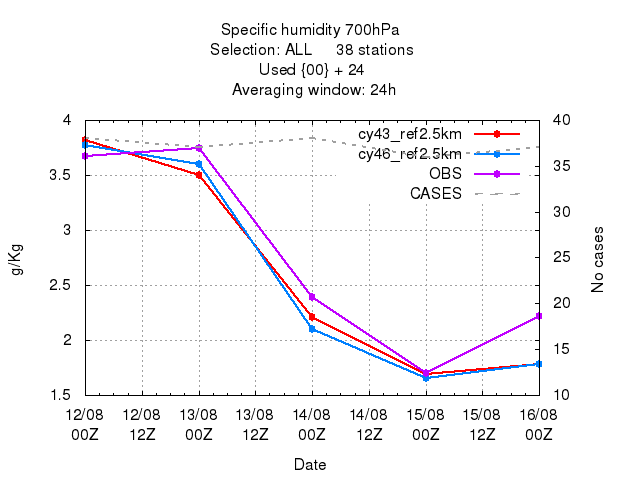 Specific humidity 700hPa
Selection: ALL 38 stations
Used {00} + 24
Averaging window: 24h
cy43_ref2.5km
cy46_ref2.5km
OBS
CASES
4
3.5
3
2.5
2
1.5
g/Kg
40
35
30
25
20
15
10
No cases
12/08 12/08 13/08 13/08 14/08 14/08 15/08 15/08 16/08
00Z 12Z 00Z 12Z 00Z 12Z 00Z 12Z 00Z
Date